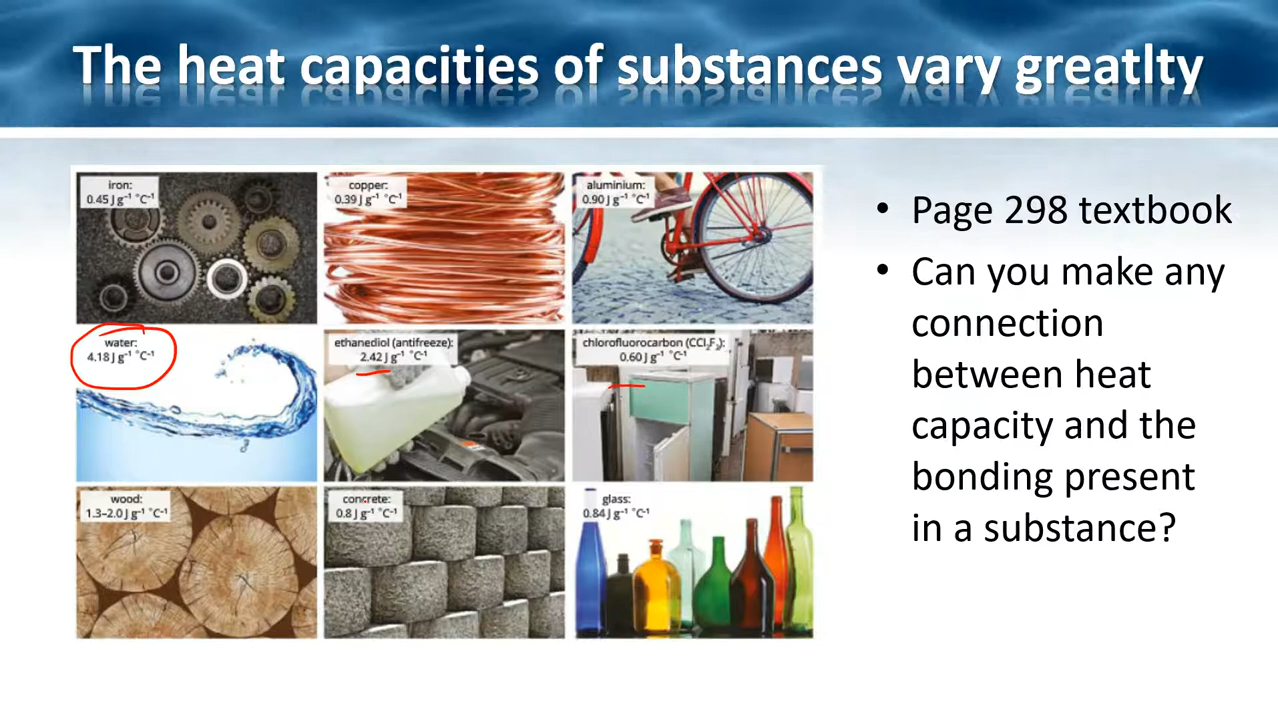 The heat capacities of substances vary greatlty
iron:
0.45 J g⁻¹ °C⁻¹
copper:
0.39 J g⁻¹ °C⁻¹
aluminium:
0.90 J g⁻¹ °C⁻¹
water:
4.18 J g⁻¹ °C⁻¹
ethanediol (antifreeze):
2.42 J g⁻¹ °C⁻¹
chlorofluorocarbon (CCl₂F₂):
0.60 J g⁻¹ °C⁻¹
wood:
1.3–2.0 J g⁻¹ °C⁻¹
concrete:
0.8 J g⁻¹ °C⁻¹
glass:
0.84 J g⁻¹ °C⁻¹
• Page 298 textbook
• Can you make any
connection
between heat
capacity and the
bonding present
in a substance?